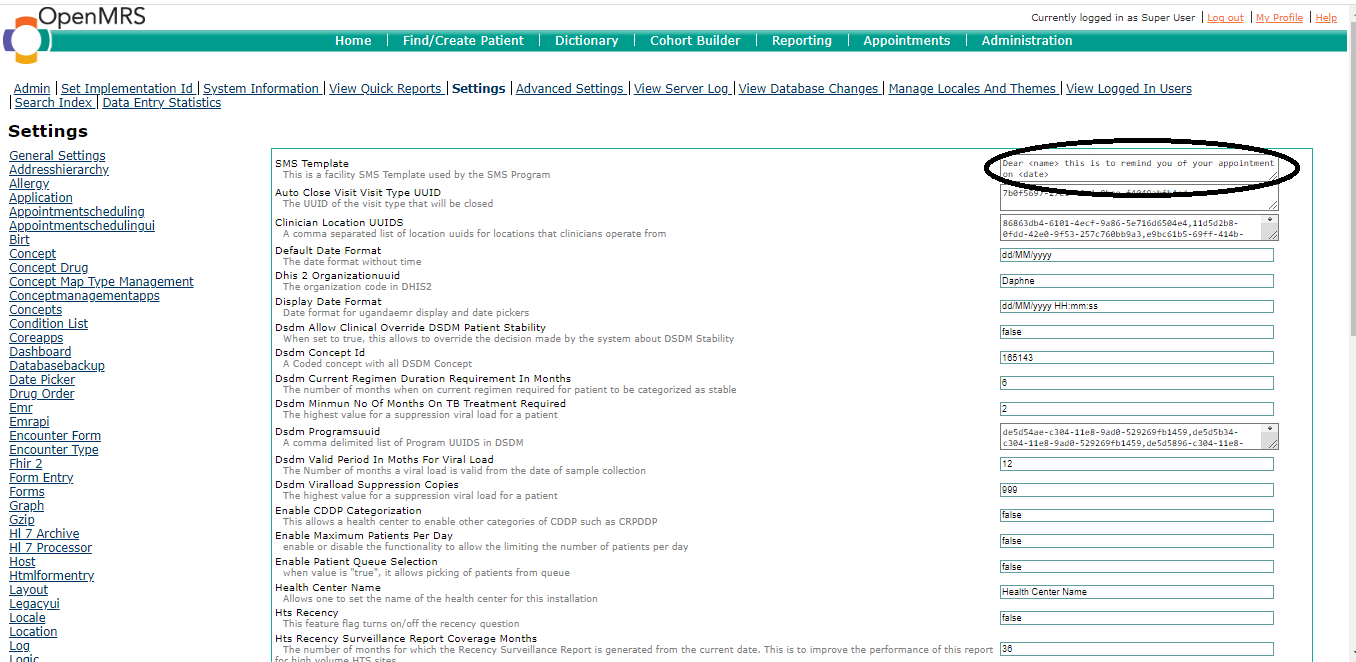 OpenMRS
Currently logged in as Super User | Log out | My Profile | Help
Home | Find/Create Patient | Dictionary | Cohort Builder | Reporting | Appointments | Administration
Admin | Set Implementation Id | System Information | View Quick Reports | Settings | Advanced Settings | View Server Log | View Database Changes | Manage Locales And Themes | View Logged In Users
| Search Index | Data Entry Statistics
Settings
General Settings
Addresshierarchy
Allergy
Application
Appointmentscheduling
Appointmentschedulingui
Birt
Concept
Concept Drug
Concept Map Type Management
Conceptmanagementapps
Concepts
Condition List
Coreapps
Dashboard
Databasebackup
Date Picker
Drug Order
Emr
Emrapi
Encounter Form
Encounter Type
Fhir 2
Form Entry
Forms
Graph
Gzip
Hl 7 Archive
Hl 7 Processor
Host
Htmlformentry
Layout
Legacyui
Locale
Location
Log
Logic
SMS Template
This is a facility SMS Template used by the SMS Program
Dear <name> this is to remind you of your appointment
on <date>
Auto Close Visit Visit Type UUID
The UUID of the visit type that will be closed
Clinician Location UUIDS
A comma separated list of location uuids for locations that clinicians operate from
86863db4-6101-4ecf-9a86-5e716d6504e4,11d5d2b8-
0fdd-42e0-9f53-257c760bb9a3,e9bc61b5-69ff-414b-
Default Date Format
The date format without time
dd/MM/yyyy
Dhis 2 Organizationuuid
The organization code in DHIS2
Daphne
Display Date Format
Date format for ugandaemr display and date pickers
dd/MM/yyyy HH:mm:ss
Dsdm Allow Clinical Override DSDM Patient Stability
When set to true, this allows to override the decision made by the system about DSDM Stability
false
Dsdm Concept Id
A Coded concept with all DSDM Concept
165143
Dsdm Current Regimen Duration Requirement In Months
The number of months when on current regimen required for patient to be categorized as stable
6
Dsdm Minmun No Of Months On TB Treatment Required
The highest value for a suppression viral load for a patient
2
Dsdm Programsuuid
A comma delimited list of Program UUIDS in DSDM
de5d54ae-c304-11e8-9ad0-529269fb1459,de5d5b34-
c304-11e8-9ad0-529269fb1459,de5d5896-c304-11e8-
Dsdm Valid Period In Moths For Viral Load
The Number of months a viral load is valid from the date of sample collection
12
Dsdm Viralload Suppression Copies
The highest value for a suppression viral load for a patient
999
Enable CDDP Categorization
This allows a health center to enable other categories of CDDP such as CRPDDP
false
Enable Maximum Patients Per Day
enable or disable the functionality to allow the limiting the number of patients per day
false
Enable Patient Queue Selection
when value is "true", it allows picking of patients from queue
false
Health Center Name
Allows one to set the name of the health center for this installation
Health Center Name
Hts Recency
This feature flag turns on/off the recency question
false
Hts Recency Surveillance Report Coverage Months
The number of months for which the Recency Surveillance Report is generated from the current date. This is to improve the performance of this report
for high volume HTS sites
36